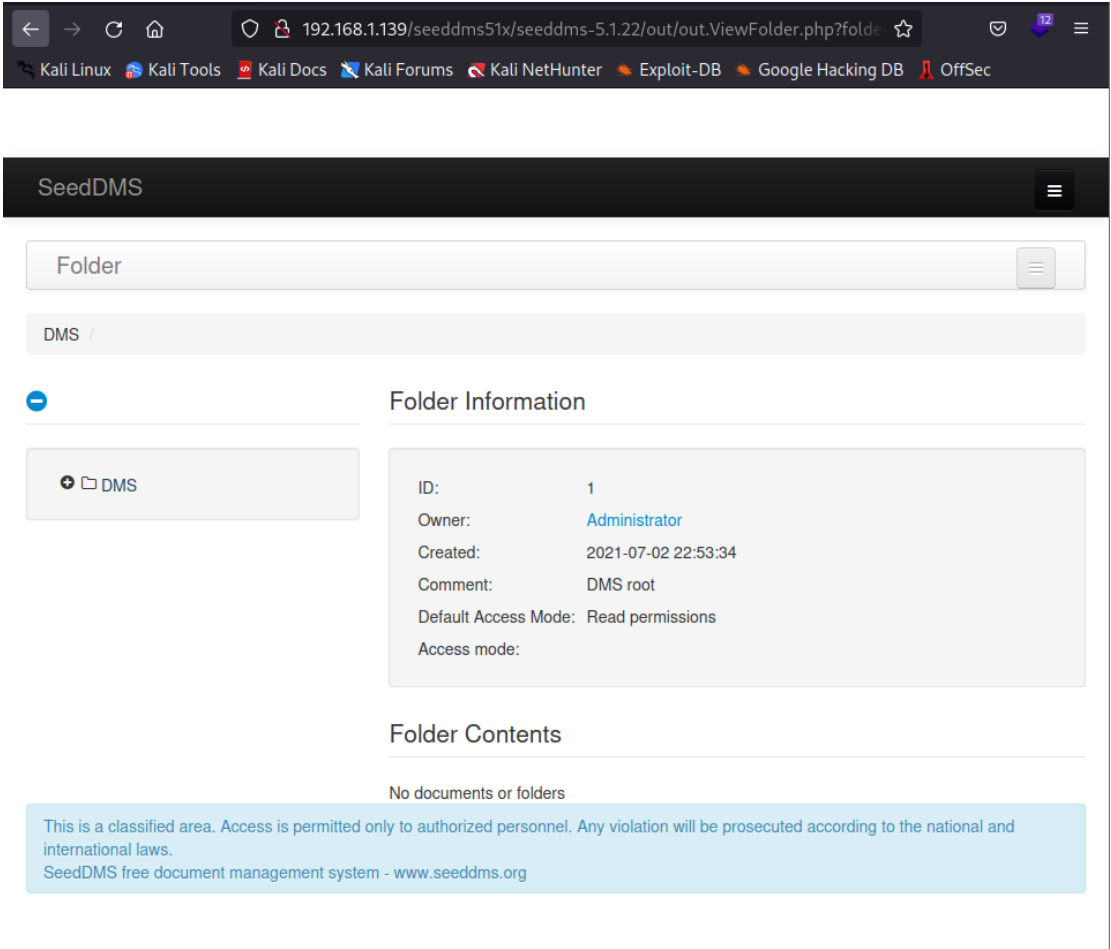 192.168.1.139/seeddms51x/seeddms-5.1.22/out/out.ViewFolder.php?folde
12
Kali Linux Kali Tools Kali Docs Kali Forums Kali NetHunter Exploit-DB Google Hacking DB OffSec
SeedDMS
Folder
DMS /
Folder Information
DMS
ID: 1
Owner: Administrator
Created: 2021-07-02 22:53:34
Comment: DMS root
Default Access Mode: Read permissions
Access mode:
Folder Contents
No documents or folders
This is a classified area. Access is permitted only to authorized personnel. Any violation will be prosecuted according to the national and
international laws.
SeedDMS free document management system - www.seeddms.org